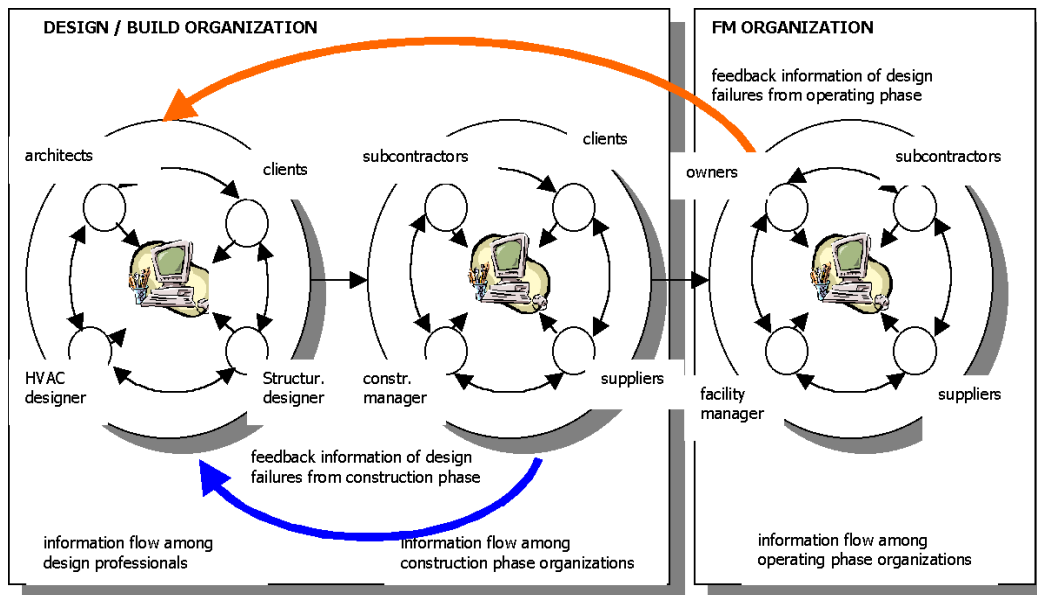 DESIGN / BUILD ORGANIZATION
FM ORGANIZATION
feedback information of design
failures from operating phase
architects
clients
subcontractors
clients
owners
subcontractors
HVAC
designer
Structur.
designer
constr.
manager
suppliers
facility
manager
suppliers
feedback information of design
failures from construction phase
information flow among
design professionals
information flow among
construction phase organizations
information flow among
operating phase organizations